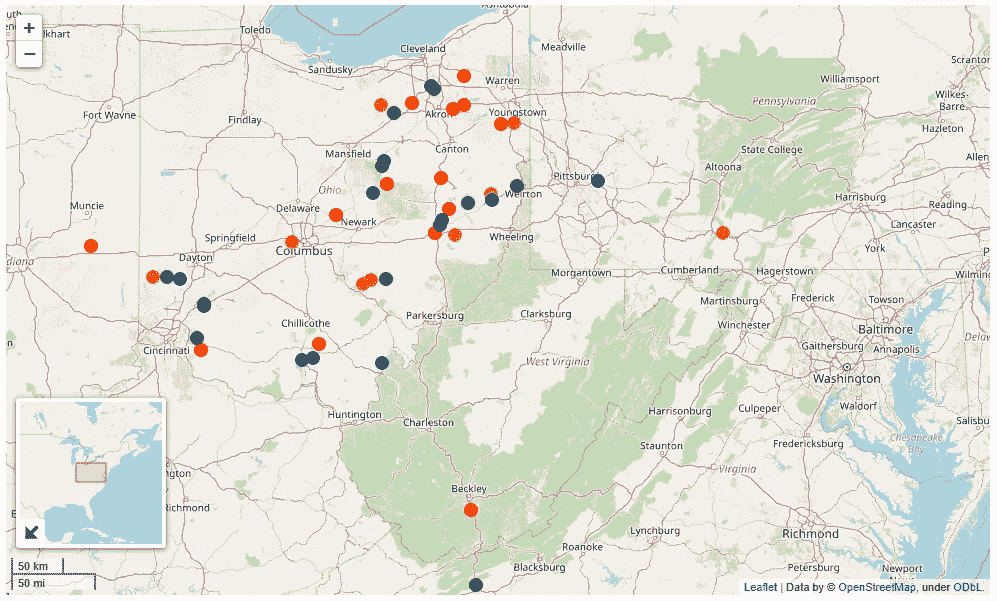 Ashtabula
Toledo
Cleveland
Meadville
Sandusky
Warren
Williamsport
Scranton
Wilkes-
Barre
Fort Wayne
Findlay
Akron
Youngstown
Pennsylvania
Hazleton
Mansfield
Canton
State College
Ohio
Pittsburgh
Altoona
Muncie
Delaware
Newark
Weirton
Harrisburg
Reading
Lancaster
Springfield
Columbus
Wheeling
York
Dayton
Morgantown
Cumberland
Hagerstown
Martinsburg
Frederick
Towson
Parkersburg
Clarksburg
Chillicothe
Winchester
Baltimore
Gaithersburg
Annapolis
Cincinnati
West Virginia
Washington
Waldorf
Huntington
Charleston
Harrisonburg
Culpeper
Fredericksburg
Chesapeake
Bay
Staunton
Virginia
Richmond
Beckley
Lynchburg
Richmond
Roanoke
Blacksburg
Petersburg
Newport
+
−
50 km
50 mi
Leaflet | Data by © OpenStreetMap, under ODbL.